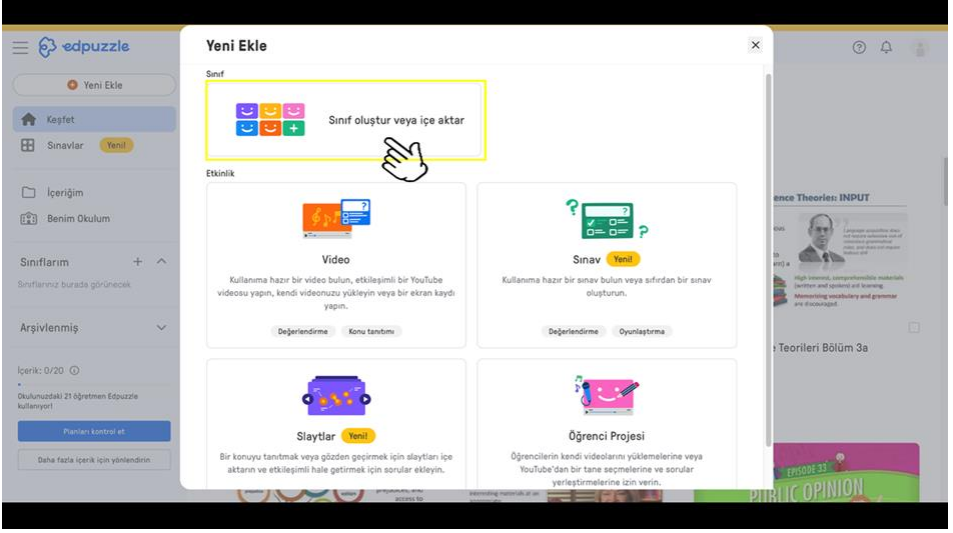 edpuzzle
Yeni Ekle
Keşfet
Sınavlar Yeni!
İçeriğim
Benim Okulum
Sınıflarım
Sınıflarınız burada görünecek
Arşivlenmiş
İçerik: 0/20
Okulunuzdaki 21 öğretmen Edpuzzle
kullanıyor!
Planları kontrol et
Daha fazla içerik için yönlendirin
Yeni Ekle
Sınıf
Sınıf oluştur veya içe aktar
Etkinlik
Video
Kullanıma hazır bir video bulun, etkileşimli bir YouTube
videosu yapın, kendi videonuzu yükleyin veya bir ekran kaydı
yapın.
Değerlendirme Konu tanıtımı
Sınav Yeni!
Kullanıma hazır bir sınav bulun veya sıfırdan bir sınav
oluşturun.
Değerlendirme Oyunlaştırma
Slaytlar Yeni!
Bir konuyu tanıtmak veya gözden geçirmek için slaytları içe
aktarın ve etkileşimli hale getirmek için sorular ekleyin.
Öğrenci Projesi
Öğrencilerin kendi videolarını yüklemelerine veya
YouTube'dan bir tane seçmelerine ve sorular
yerleştirmelerine izin verin.
ence Theories: INPUT
High interest, comprehensible materials
(written and spoken) aid learning.
Memorizing vocabulary and grammar
are discouraged.
e Teorileri Bölüm 3a
EPISODE 33
PUBLIC OPINION
access to